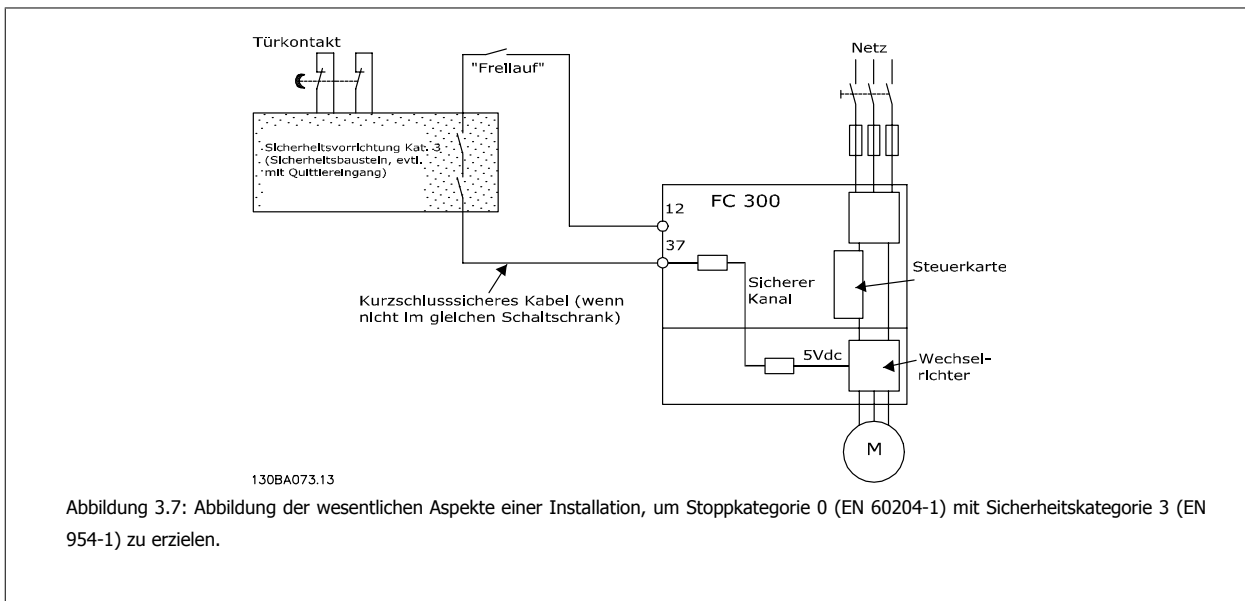 Türkontakt
"Freilauf"
Netz
Sicherheitsvorrichtung Kat. 3
(Sicherheitsbaustein, evtl.
mit Quittiereingang)
12
FC 300
37
Sicherer
Kanal
Steuerkarte
Kurzschlusssicheres Kabel (wenn
nicht im gleichen Schaltschrank)
5Vdc
Wechsel-
richter
M
130BA073.13
Abbildung 3.7: Abbildung der wesentlichen Aspekte einer Installation, um Stoppkategorie 0 (EN 60204-1) mit Sicherheitskategorie 3 (EN
954-1) zu erzielen.